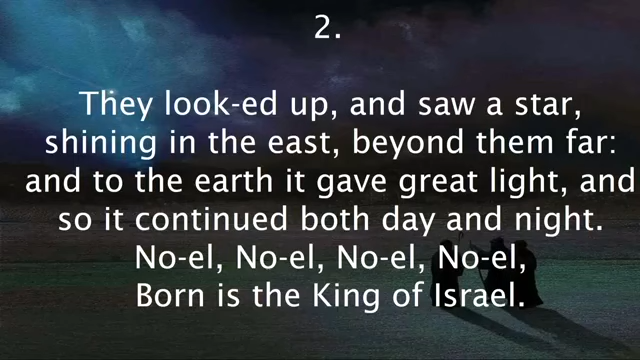 2.
They look-ed up, and saw a star,
shining in the east, beyond them far:
and to the earth it gave great light, and
so it continued both day and night.
No-el, No-el, No-el, No-el,
Born is the King of Israel.